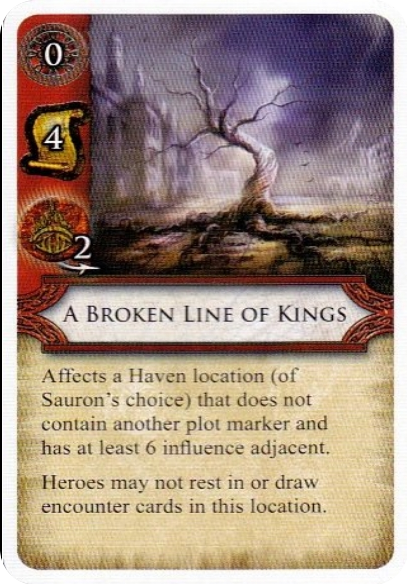 0
4
2
A Broken Line of Kings
Affects a Haven location (of
Sauron's choice) that does not
contain another plot marker and
has at least 6 influence adjacent.
Heroes may not rest in or draw
encounter cards in this location.